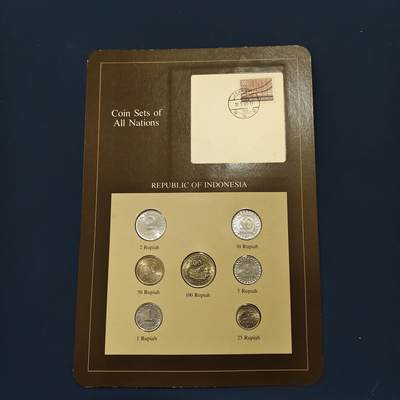 Coin Sets of
All Nations
REPUBLIC OF INDONESIA
2 Rupiah
10 Rupiah
50 Rupiah
100 Rupiah
5 Rupiah
1 Rupiah
25 Rupiah